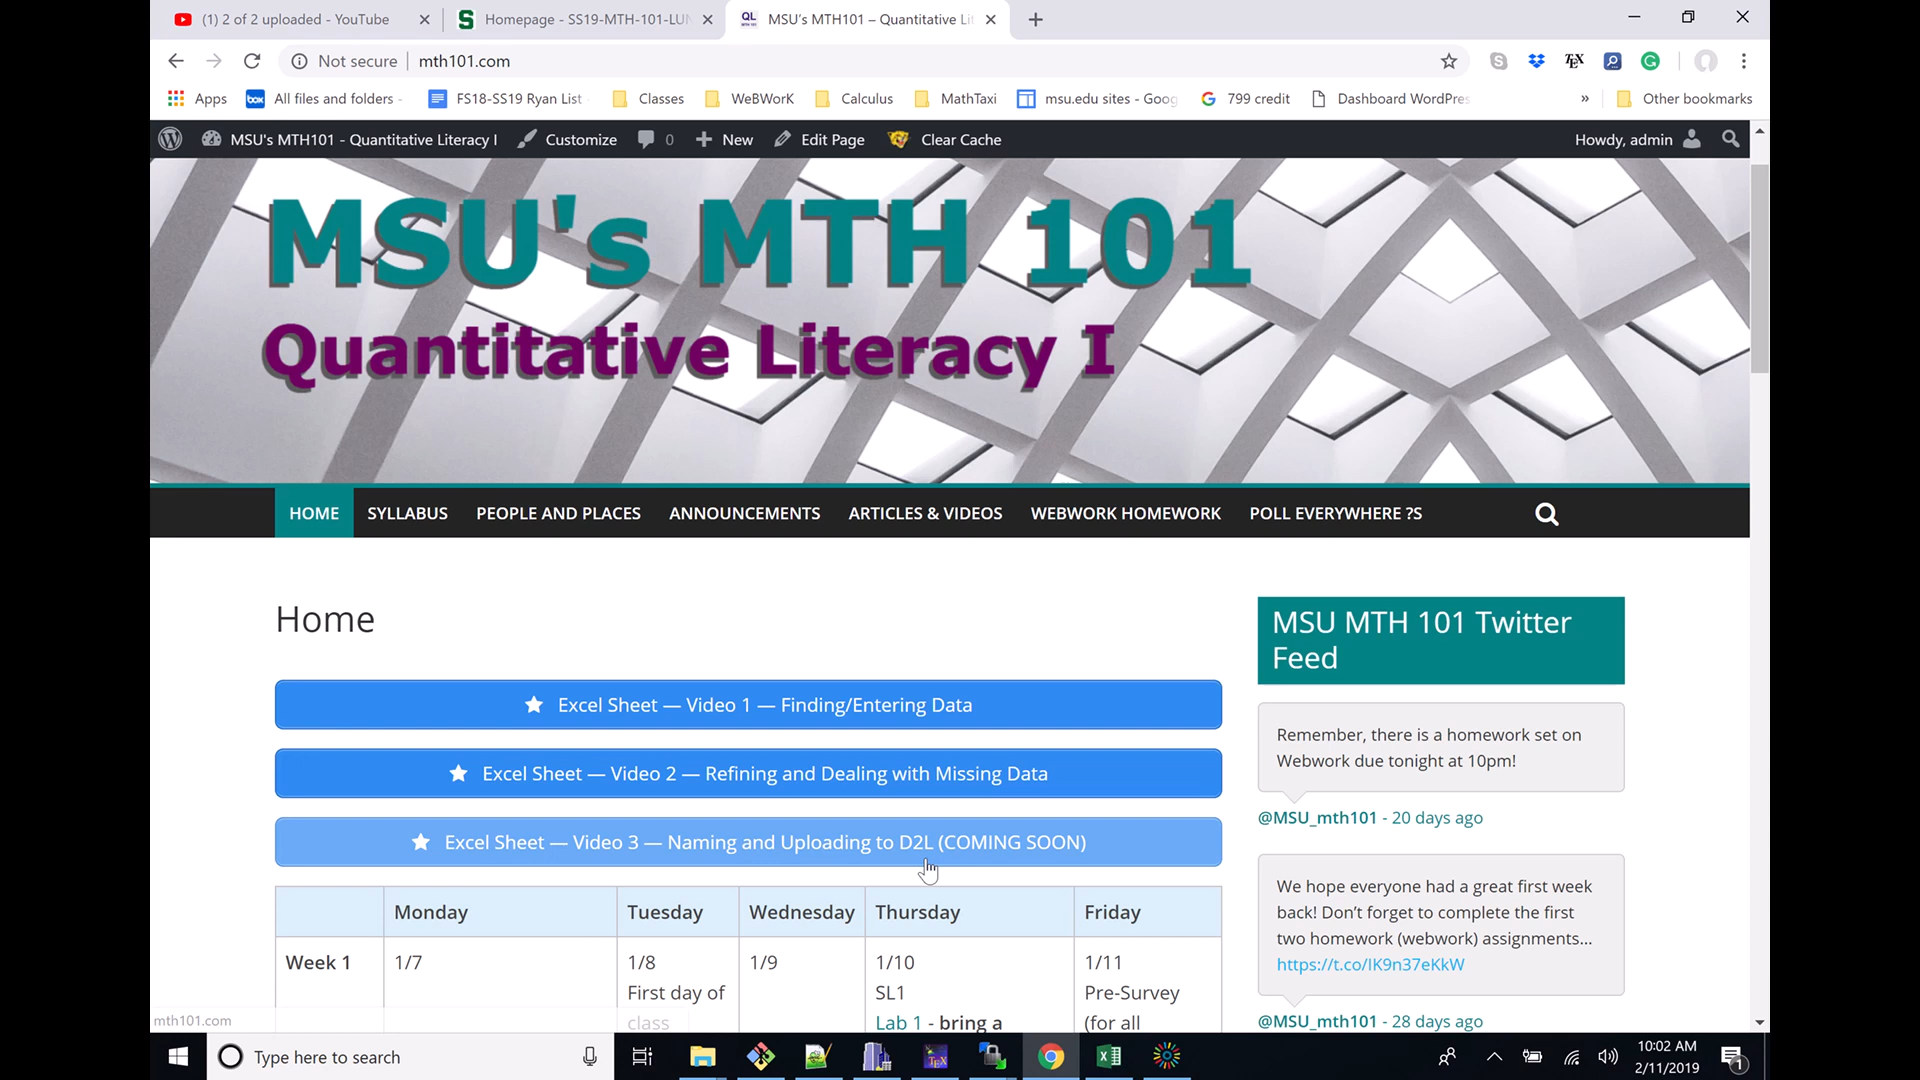 (1) 2 of 2 uploaded - YouTube
Homepage - SS19-MTH-101-LUN
MSU's MTH101 – Quantitative Lit
Not secure
mth101.com
Apps
All files and folders -
FS18-SS19 Ryan List
Classes
WeBWorK
Calculus
MathTaxi
msu.edu sites - Goog
799 credit
Dashboard WordPres
»
Other bookmarks
MSU's MTH101 - Quantitative Literacy I
Customize
0
New
Edit Page
Clear Cache
Howdy, admin
MSU's MTH 101
Quantitative Literacy I
HOME
SYLLABUS
PEOPLE AND PLACES
ANNOUNCEMENTS
ARTICLES & VIDEOS
WEBWORK HOMEWORK
POLL EVERYWHERE ?S
Home
Excel Sheet — Video 1 — Finding/Entering Data
Excel Sheet — Video 2 — Refining and Dealing with Missing Data
Excel Sheet — Video 3 — Naming and Uploading to D2L (COMING SOON)
Monday
Tuesday
Wednesday
Thursday
Friday
Week 1
1/7
1/8
First day of
class
1/9
1/10
SL1
Lab 1 - bring a
1/11
Pre-Survey
(for all
MSU MTH 101 Twitter
Feed
Remember, there is a homework set on
Webwork due tonight at 10pm!
@MSU_mth101 - 20 days ago
We hope everyone had a great first week
back! Don't forget to complete the first
two homework (webwork) assignments...
https://t.co/IK9n37eKkW
@MSU_mth101 - 28 days ago
mth101.com
Type here to search
10:02 AM
2/11/2019
1